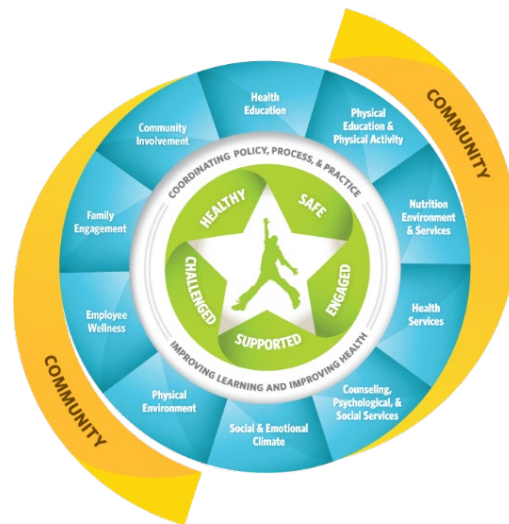 COMMUNITY
Health
Education
Physical
Education &
Physical Activity
Nutrition
Environment
& Services
Health
Services
Counseling,
Psychological, &
Social Services
Social & Emotional
Climate
Physical
Environment
Employee
Wellness
Family
Engagement
Community
Involvement
COORDINATING POLICY, PROCESS, & PRACTICE
IMPROVING LEARNING AND IMPROVING HEALTH
HEALTHY
SAFE
ENGAGED
SUPPORTED
CHALLENGED
COMMUNITY